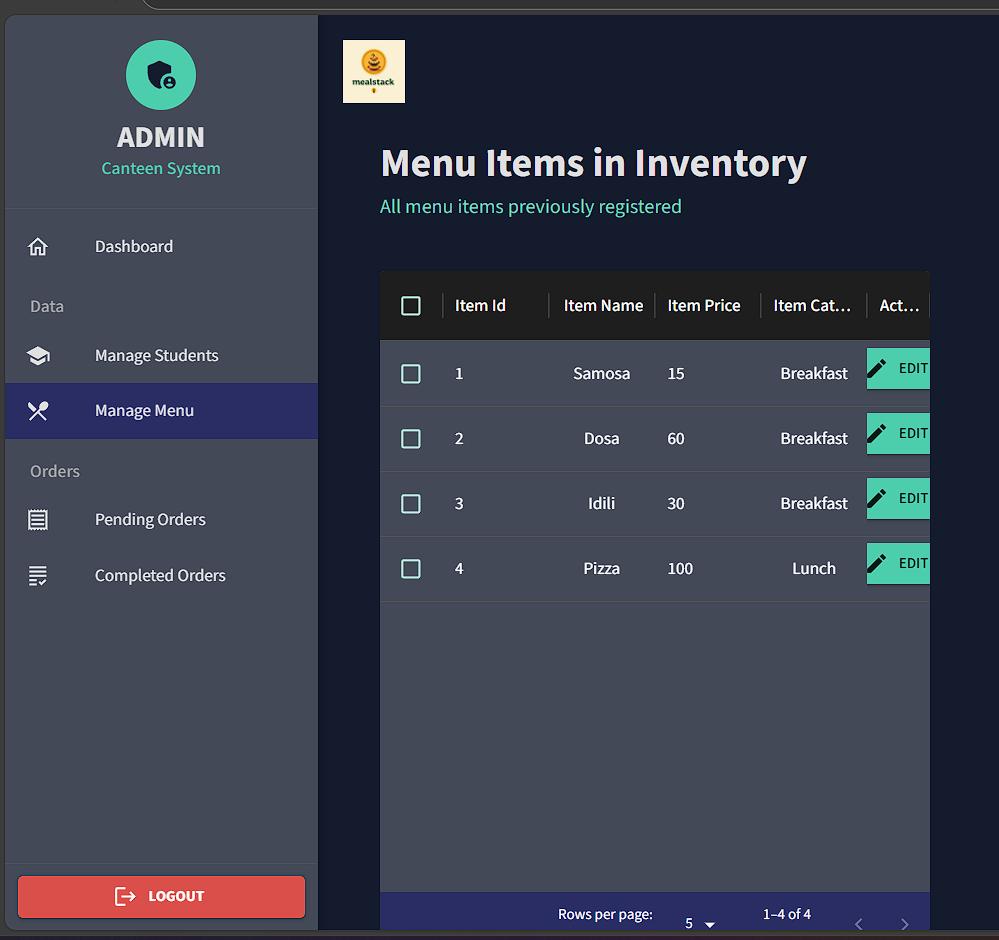 ADMIN
Canteen System
Dashboard
Data
Manage Students
Manage Menu
Orders
Pending Orders
Completed Orders
LOGOUT
mealstack
Menu Items in Inventory
All menu items previously registered
Item Id Item Name Item Price Item Cat... Act...
1 Samosa 15 Breakfast EDIT
2 Dosa 60 Breakfast EDIT
3 Idili 30 Breakfast EDIT
4 Pizza 100 Lunch EDIT
Rows per page: 5 1–4 of 4